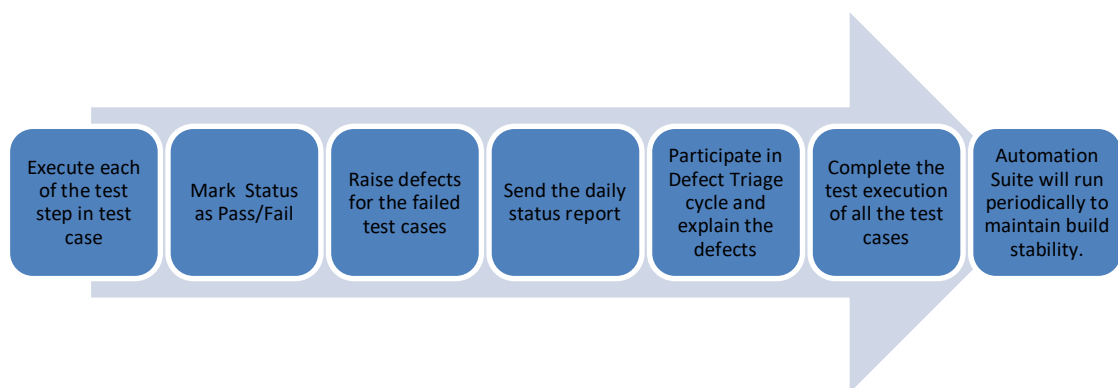 Execute each
of the test
step in test
case
Mark Status
as Pass/Fail
Raise defects
for the failed
test cases
Send the daily
status report
Participate in
Defect Triage
cycle and
explain the
defects
Complete the
test execution
of all the test
cases
Automation
Suite will run
periodically to
maintain build
stability.